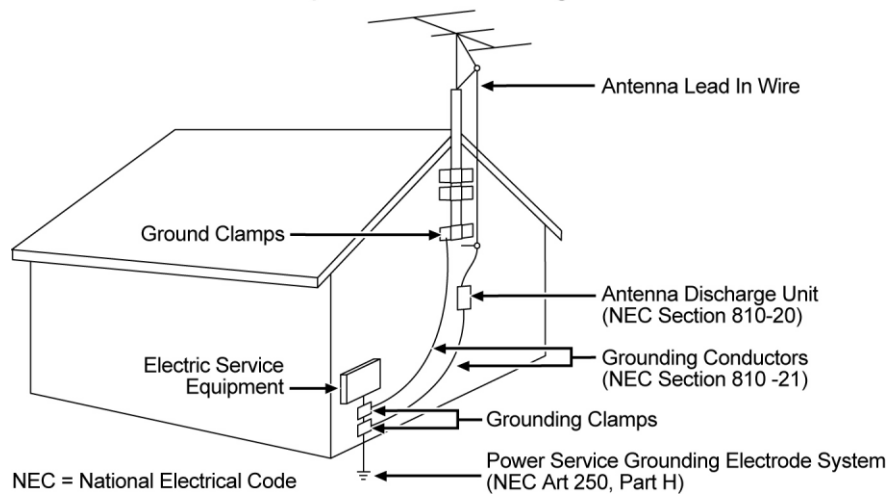 Antenna Lead In Wire
Ground Clamps
Antenna Discharge Unit
(NEC Section 810-20)
Electric Service
Equipment
Grounding Conductors
(NEC Section 810 -21)
Grounding Clamps
Power Service Grounding Electrode System
(NEC Art 250, Part H)
NEC = National Electrical Code